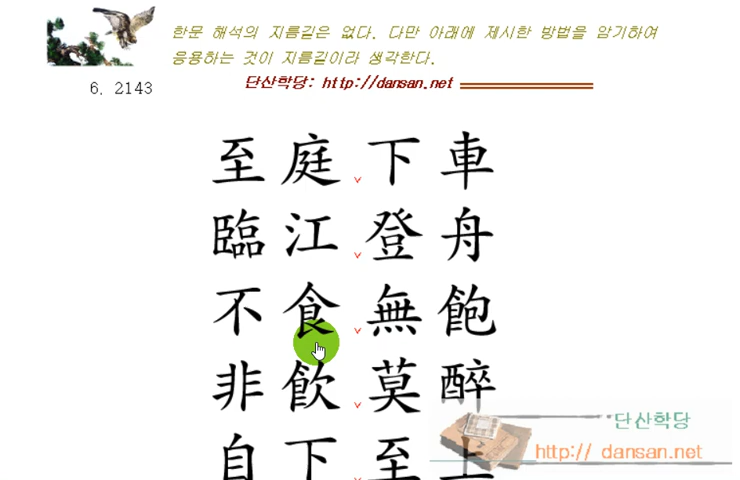 한문 해석의 지름길은 없다. 다만 아래에 제시한 방법을 암기하여
응용하는 것이 지름길이라 생각한다.
단산학당: http://dansan.net
6. 2143
至庭˅下車
臨江˅登舟
不食˅無飽
非飮˅莫醉
自下˅至上
단산학당
http:// dansan.net